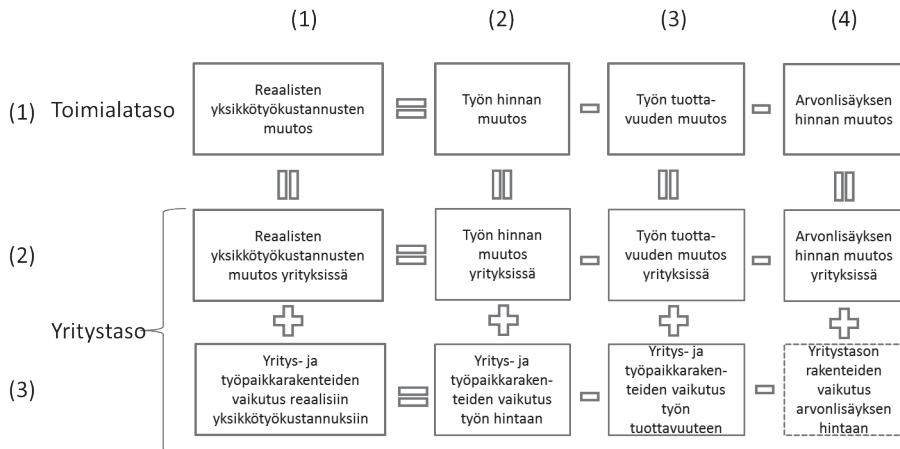 (1)
(2)
(3)
(4)
(1) Toimialataso
Reaalisten
yksikkötyökustannusten
muutos
Työn hinnan
muutos
Työn tuotta-
vuuden muutos
Arvonlisäyksen
hinnan muutos
(2)
Reaalisten
yksikkötyökustannusten
muutos yrityksissä
Työn hinnan
muutos
yrityksissä
Työn tuotta-
vuuden muutos
yrityksissä
Arvonlisäyksen
hinnan muutos
yrityksissä
Yritystaso
(3)
Yritys- ja
työpaikkarakenteiden
vaikutus reaalisiin
yksikkötyökustannuksiin
Yritys- ja
työpaikkaraken-
teiden vaikutus
työn hintaan
Yritys- ja
työpaikkaraken-
teiden vaikutus
työn
tuottavuuteen
Yritystason
rakenteiden
vaikutus
arvonlisäyksen
hintaan